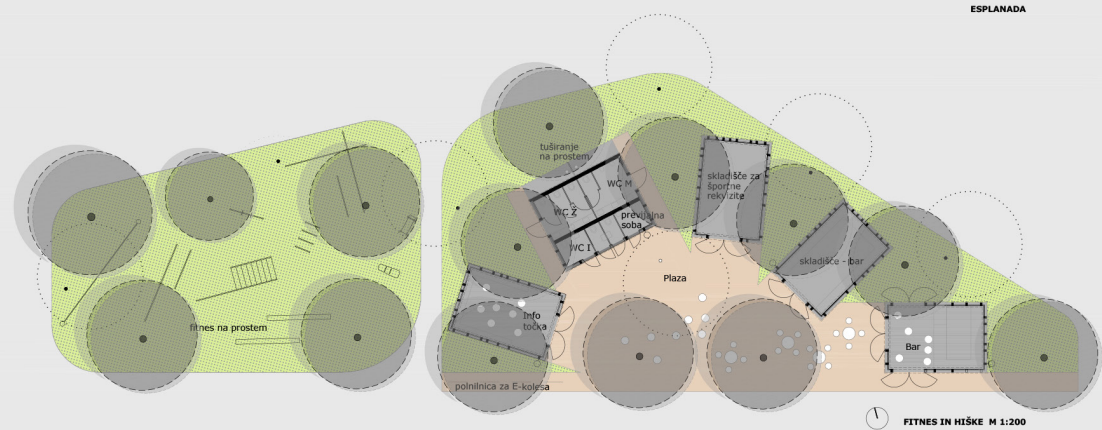 ESPLANADA
tuširanje
na prostem
WC M
WC Ž
previjalna
soba
WC I
skladišče za
športne
rekvizite
skladišče - bar
Plaza
Info
točka
fitnes na prostem
Bar
polnilnica za E-kolesa
FITNES IN HIŠKE M 1:200